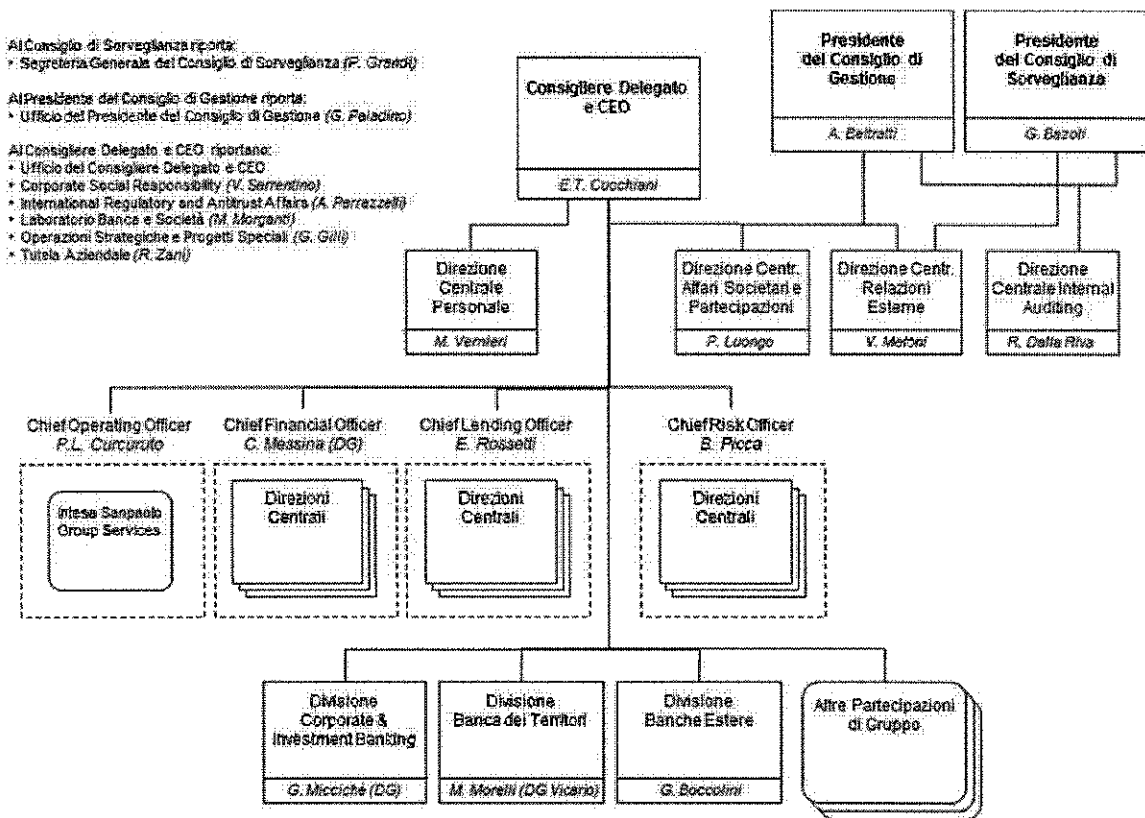 Al Consiglio di Sorveglianza riporta:
• Segreteria Generale del Consiglio di Sorveglianza (P. Grandi)
Al Presidente del Consiglio di Gestione riporta:
• Ufficio del Presidente del Consiglio di Gestione (G. Paladino)
Al Consigliere Delegato e CEO riportano:
• Ufficio del Consigliere Delegato e CEO
• Corporate Social Responsibility (V. Sorrentino)
• International Regulatory and Antitrust Affairs (A. Perrazzelli)
• Laboratorio Banca e Società (M. Morganti)
• Operazioni Strategiche e Progetti Speciali (G. Gilli)
• Tutela Aziendale (R. Zani)
Consigliere Delegato
e CEO
E.T. Cucchiani
Presidente
del Consiglio di
Gestione
A. Beltratti
Presidente
del Consiglio di
Sorveglianza
G. Bazoli
Direzione
Centrale
Personale
M. Vernieri
Direzione Centr.
Affari Societari e
Partecipazioni
P. Luongo
Direzione Centr.
Relazioni
Esterne
V. Meloni
Direzione
Centrale Internal
Auditing
R. Dalla Riva
Chief Operating Officer
P.L. Curcuruto
Chief Financial Officer
C. Messina (DG)
Chief Lending Officer
E. Rossetti
Chief Risk Officer
B. Picca
Intesa Sanpaolo
Group Services
Direzioni
Centrali
Direzioni
Centrali
Direzioni
Centrali
Divisione
Corporate &
Investment Banking
G. Micciché (DG)
Divisione
Banca dei Territori
M. Morelli (DG Vicario)
Divisione
Banche Estere
G. Boccolini
Altre Partecipazioni
di Gruppo